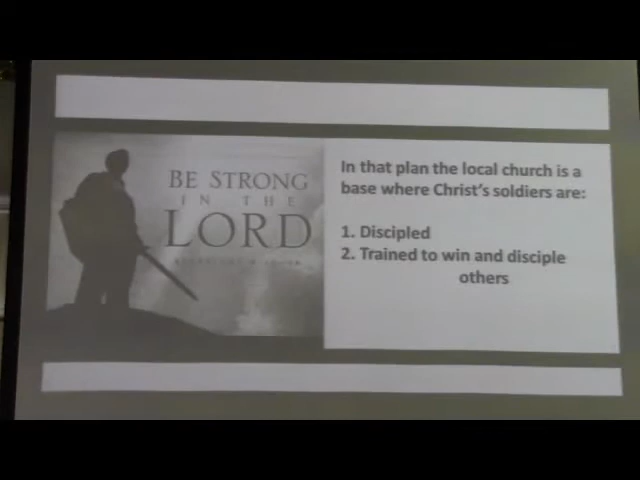 BE STRONG
IN THE
LORD
In that plan the local church is a
base where Christ's soldiers are:
1. Discipled
2. Trained to win and disciple
others